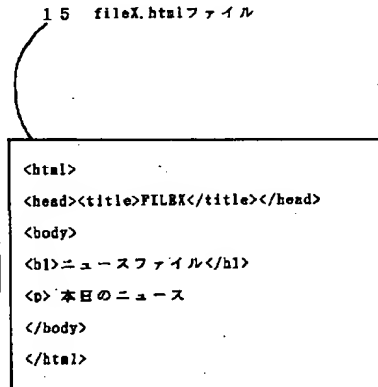 15 fileX.htmlファイル
<html>
<head><title>FILEX</title></head>
<body>
<h1>ニュースファイル</h1>
<p> 本日のニュース
</body>
</html>